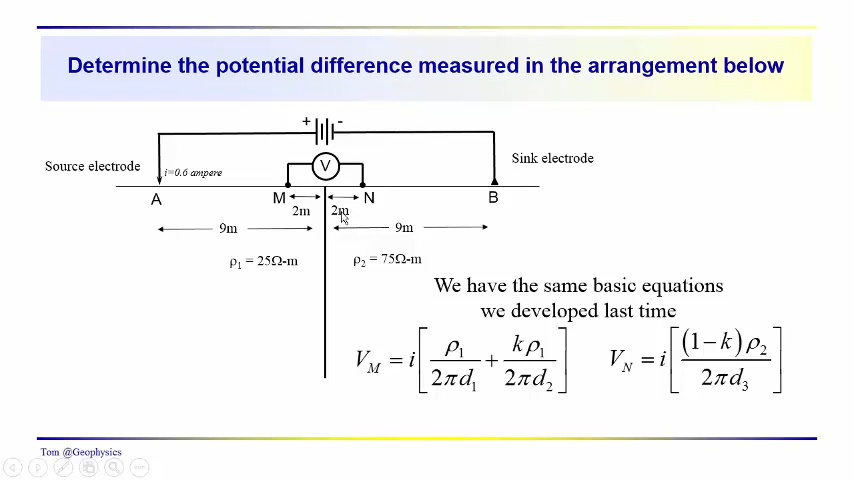 Determine the potential difference measured in the arrangement below
+ -
V
Source electrode
Sink electrode
i=0.6 ampere
A M N B
2m 2m
9m 9m
ρ1 = 25Ω-m ρ2 = 75Ω-m
We have the same basic equations
we developed last time
V_M = i[ρ1/(2πd1) + kρ1/(2πd2)] V_N = i[(1−k)ρ2/(2πd3)]
Tom @Geophysics